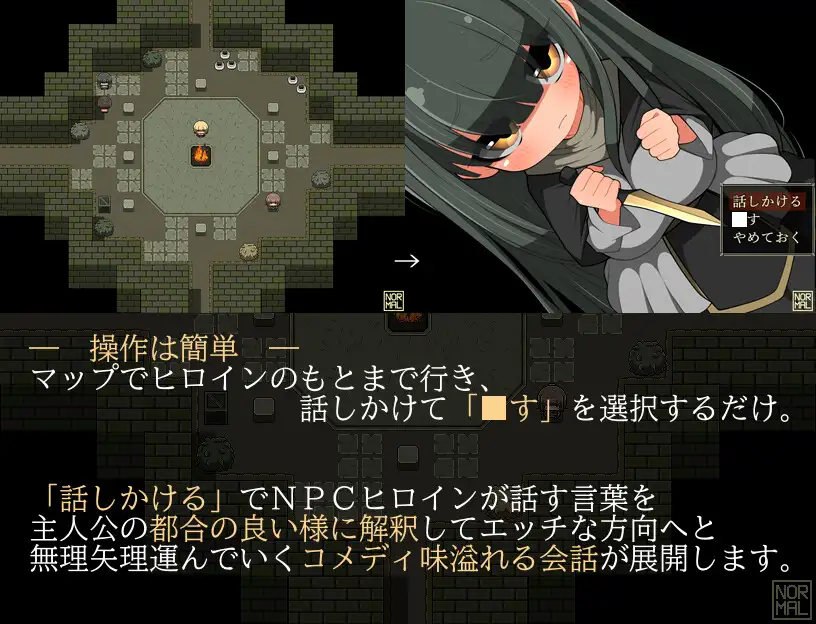 話しかける
■す
やめておく
→
NOR
MAL
NOR
MAL
― 操作は簡単 ―
マップでヒロインのもとまで行き、
話しかけて「■す」を選択するだけ。
「話しかける」でNPCヒロインが話す言葉を
主人公の都合の良い様に解釈してエッチな方向へと
無理矢理運んでいくコメディ味溢れる会話が展開します。
NOR
MAL